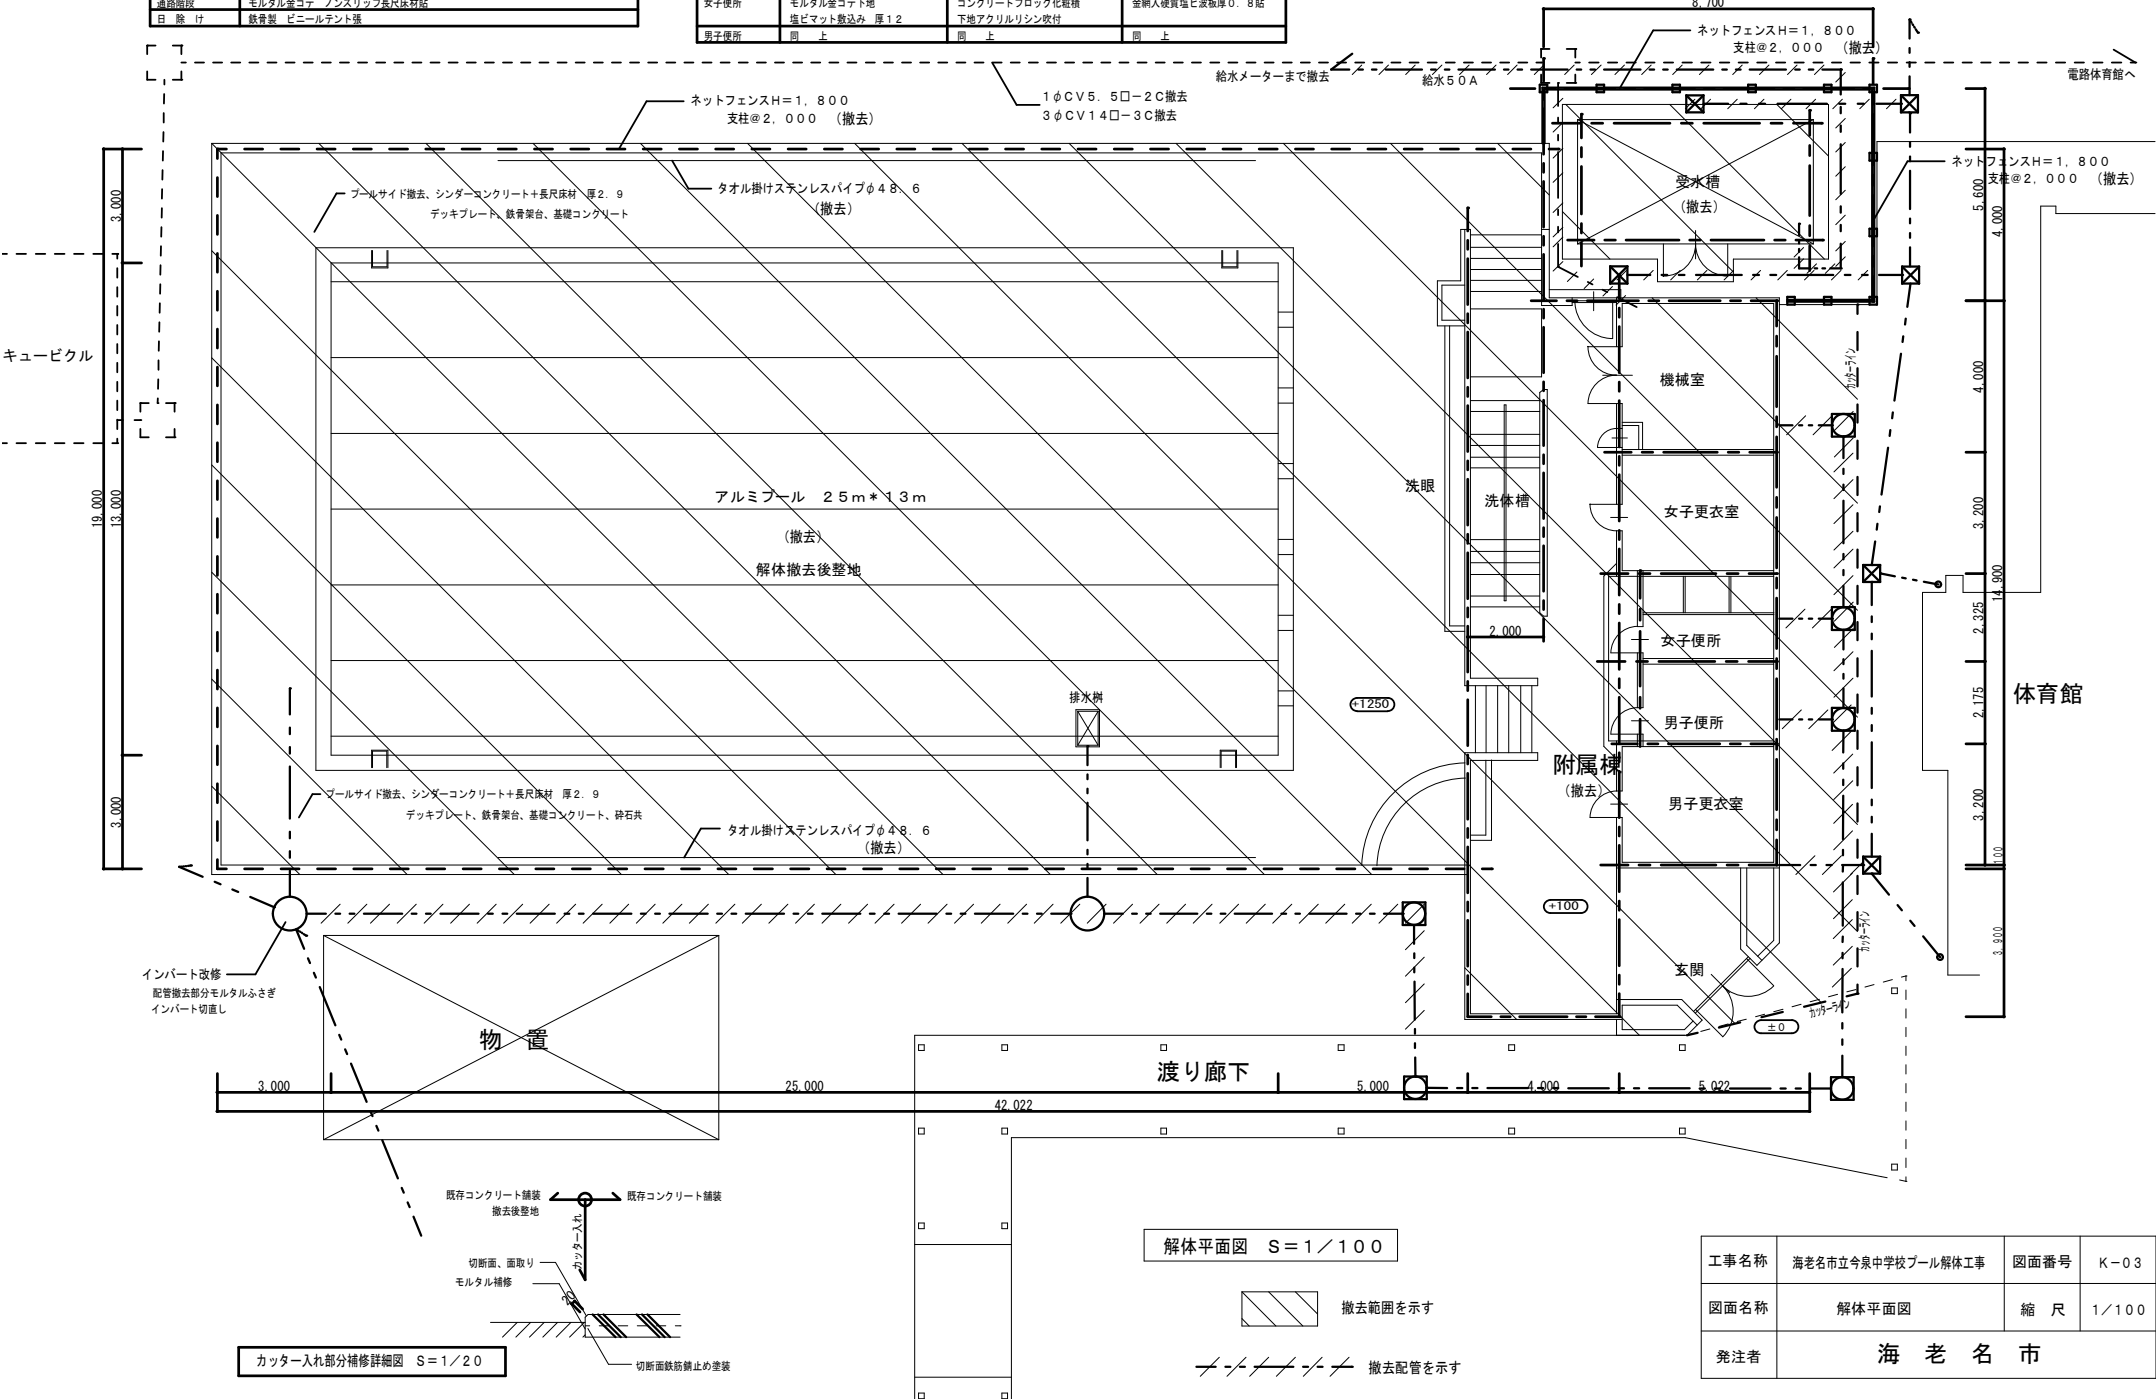 通路階段 モルタル金コテ ノンスリップ長尺床材貼
日 除 け 鉄骨製 ビニールテント張
女子便所 モルタル金コテ下地 コンクリートブロック化粧積 金網入硬質塩ビ波板厚0.8貼
塩ビマット敷込み 厚12 下地アクリルリシン吹付
男子便所 同 上 同 上 同 上
8,700
ネットフェンスH=1,800
支柱@2,000 (撤去)
給水メーターまで撤去
給水50A
電路体育館へ
ネットフェンスH=1,800
支柱@2,000 (撤去)
1φCV5.5□-2C撤去
3φCV14□-3C撤去
ネットフェンスH=1,800
支柱@2,000 (撤去)
プールサイド撤去、シンダーコンクリート+長尺床材 厚2.9
デッキプレート、鉄骨架台、基礎コンクリート
タオル掛けステンレスパイプφ48.6
(撤去)
受水槽
(撤去)
3,000
5,600
4,000
キュービクル
機械室
カッターライン
4,000
19,000
13,000
アルミプール 25m*13m
(撤去)
解体撤去後整地
洗眼
洗体槽
女子更衣室
3,200
14,900
2,325
2,000
女子便所
排水桝
+1250
男子便所
2,175
体育館
附属棟
(撤去)
男子更衣室
3,200
プールサイド撤去、シンダーコンクリート+長尺床材 厚2.9
デッキプレート、鉄骨架台、基礎コンクリート、砕石共
タオル掛けステンレスパイプφ48.6
(撤去)
3,000
100
+100
カッターライン
3,900
玄関
カッターライン
±0
インバート改修
配管撤去部分モルタルふさぎ
インバート切直し
物 置
渡り廊下
3,000
25,000
5,000
4,000
5,022
42,022
既存コンクリート舗装
撤去後整地
既存コンクリート舗装
カッター入れ
切断面、面取り
モルタル補修
20
切断面鉄筋錆止め塗装
カッター入れ部分補修詳細図 S=1/20
解体平面図 S=1/100
撤去範囲を示す
撤去配管を示す
工事名称 海老名市立今泉中学校プール解体工事 図面番号 K-03
図面名称 解体平面図 縮 尺 1/100
発注者 海 老 名 市